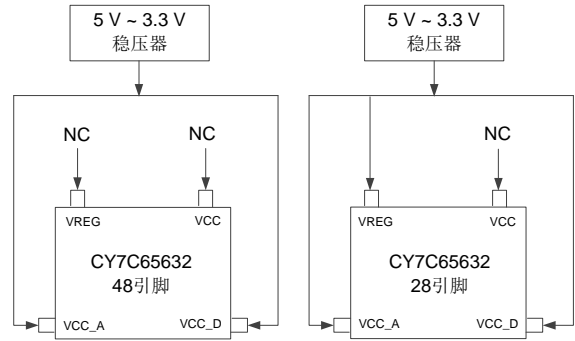 5 V ~ 3.3 V
稳压器
NC
NC
VREG
VCC
CY7C65632
48引脚
VCC_A
VCC_D
5 V ~ 3.3 V
稳压器
NC
VREG
VCC
CY7C65632
28引脚
VCC_A
VCC_D